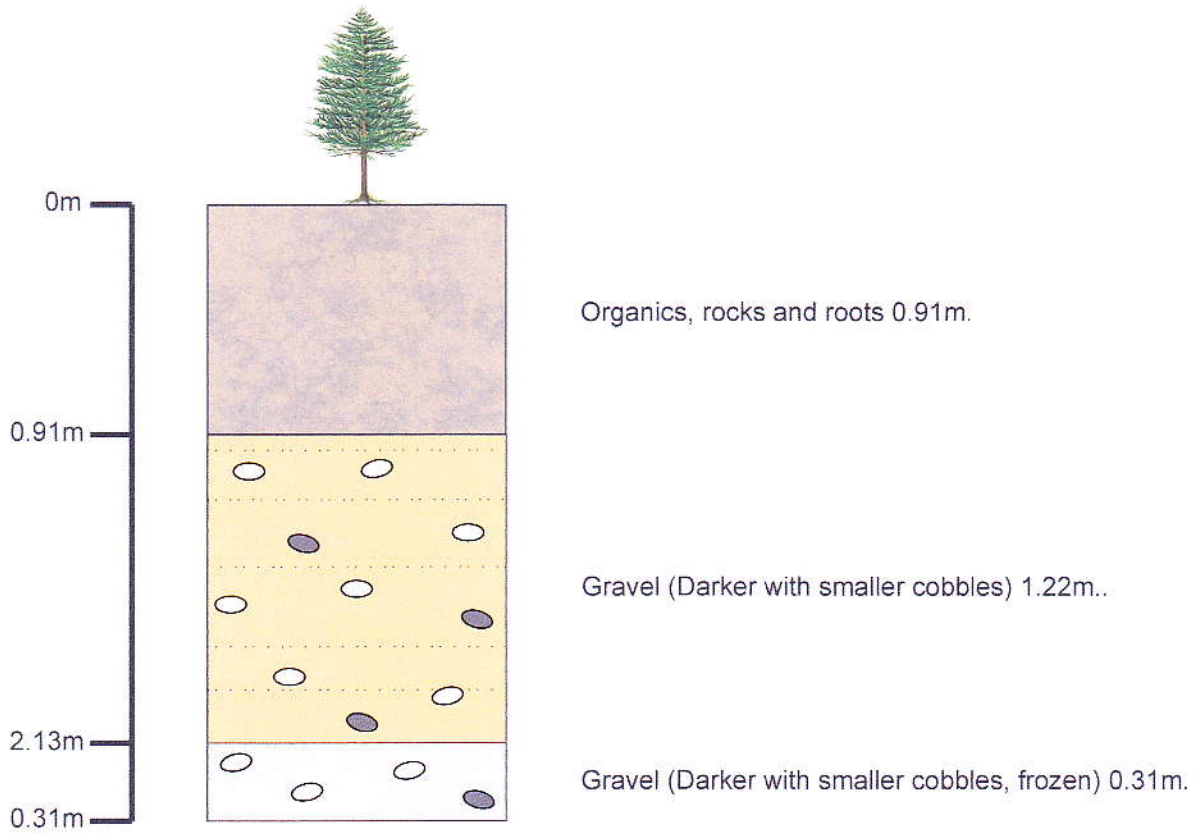 0m
Organics, rocks and roots 0.91m.
0.91m
Gravel (Darker with smaller cobbles) 1.22m..
2.13m
Gravel (Darker with smaller cobbles, frozen) 0.31m.
0.31m